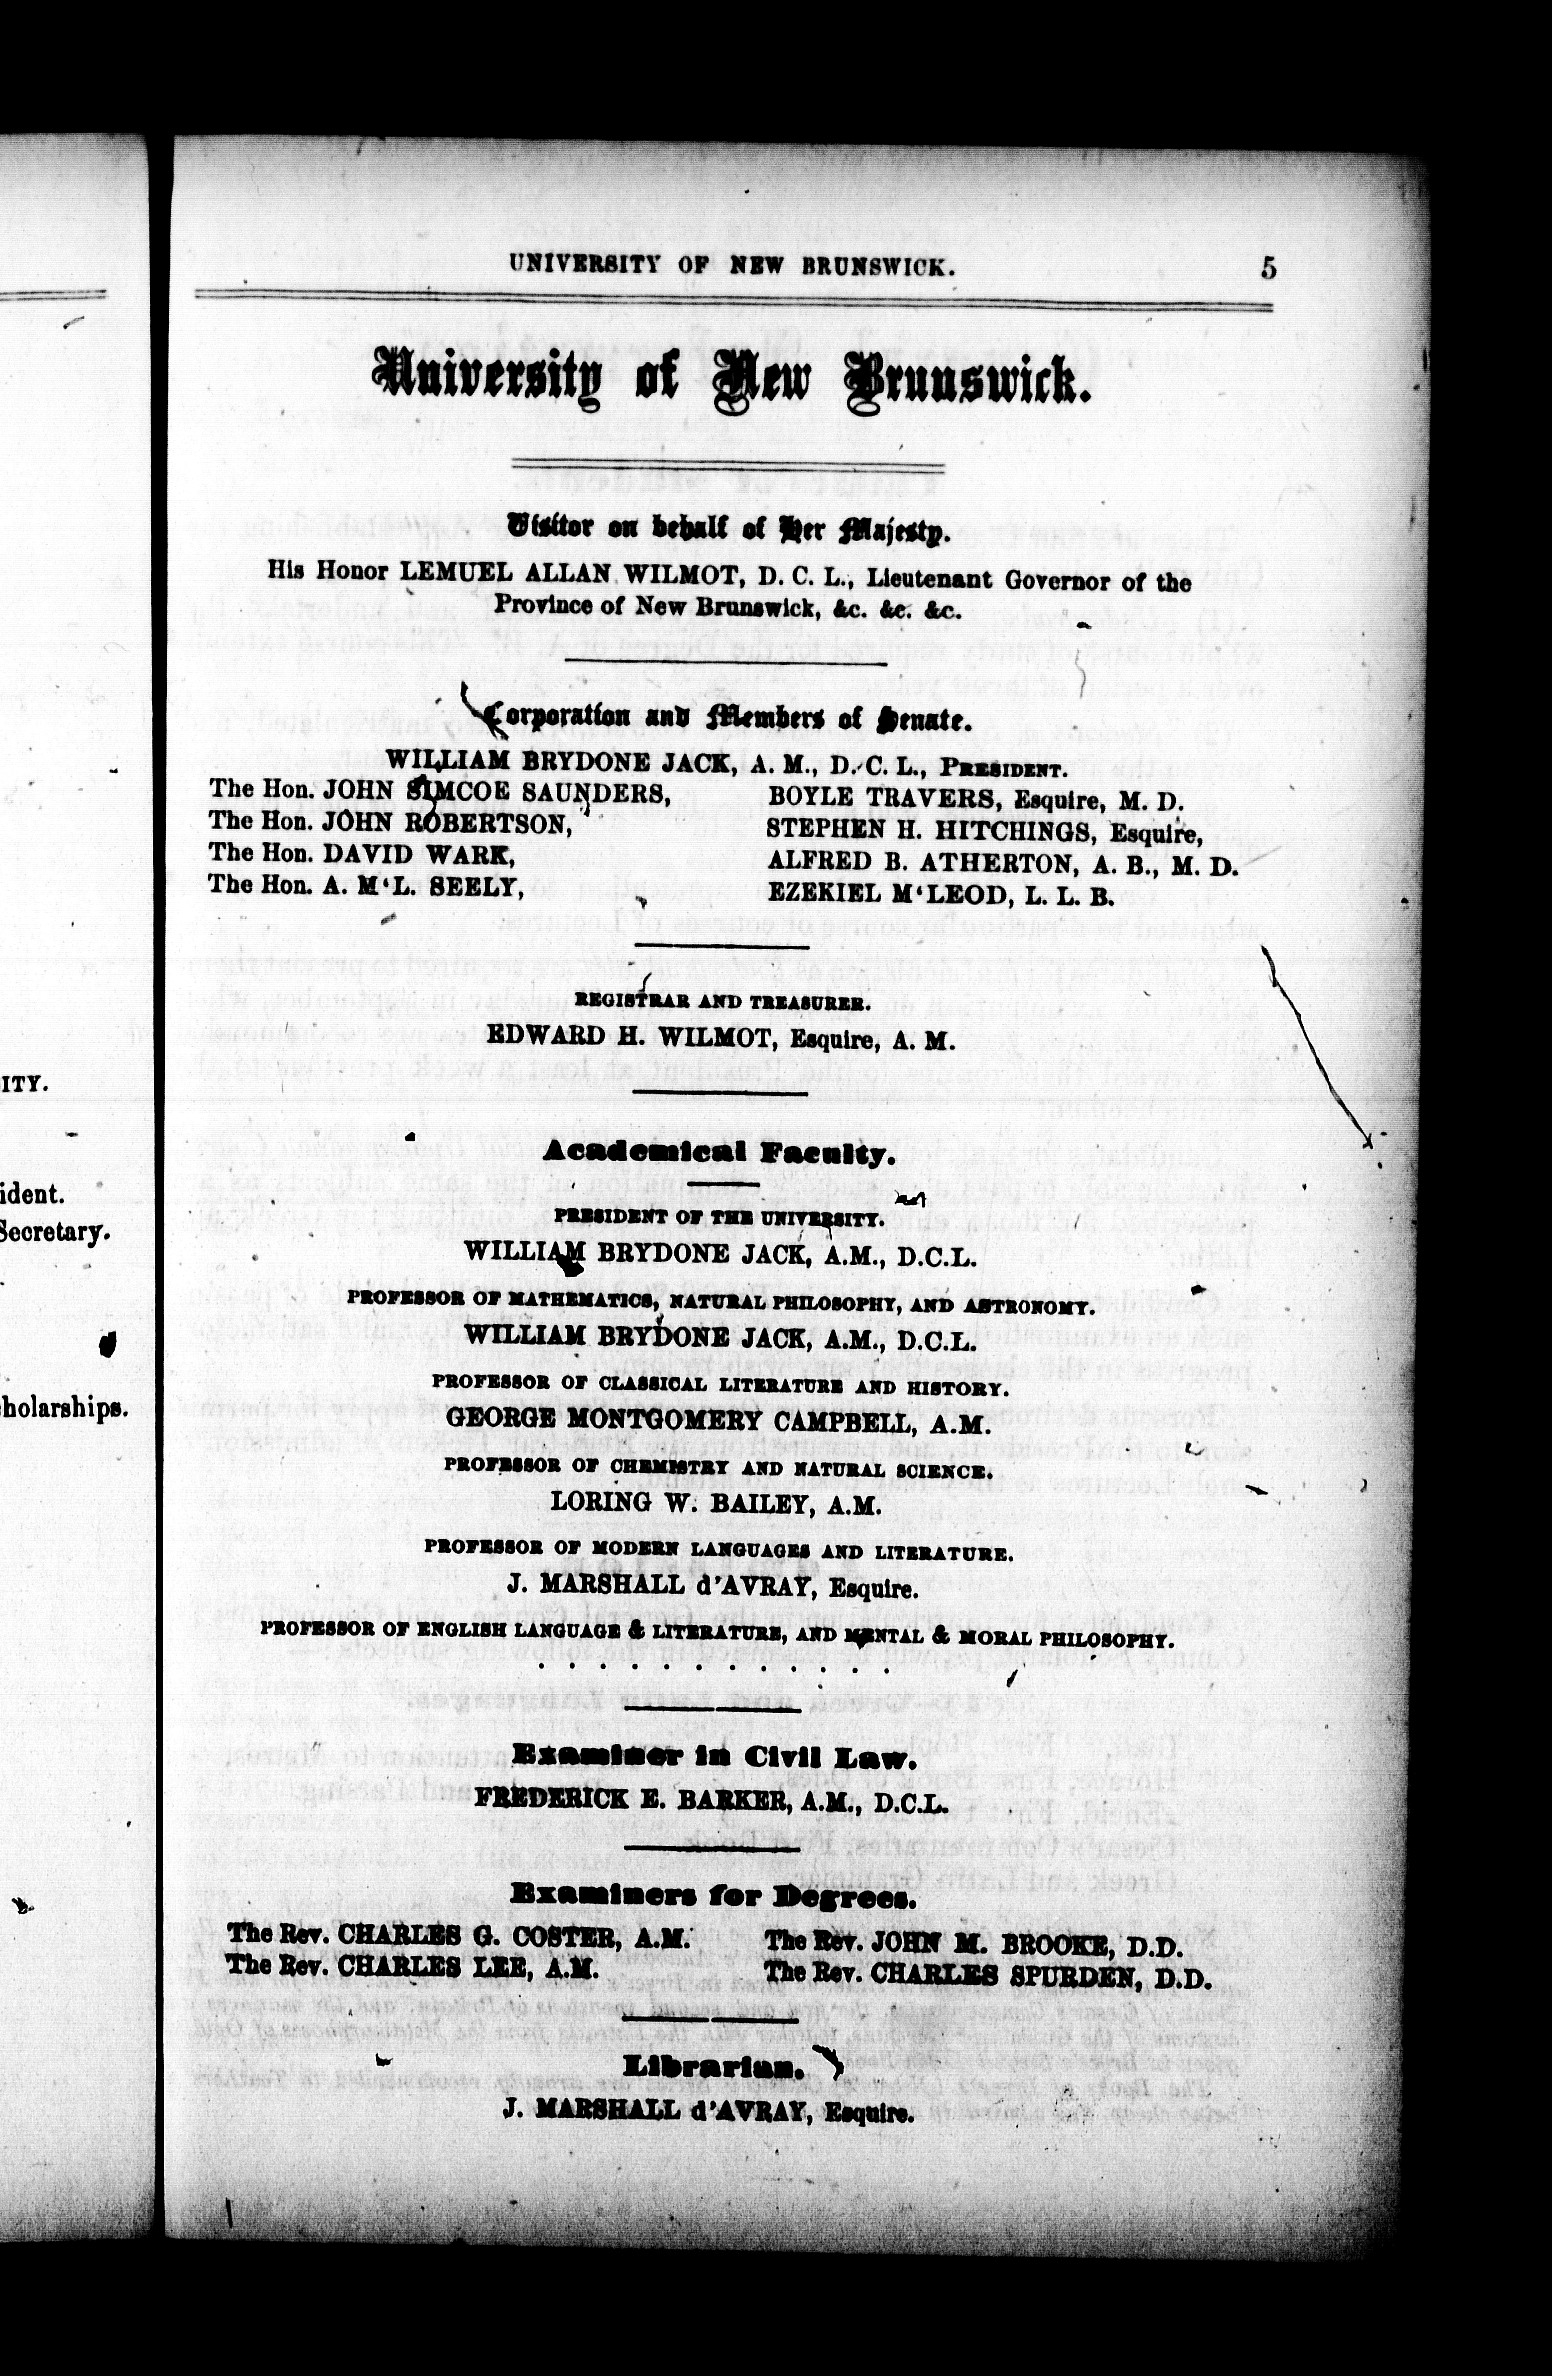 UNIVERSITY OF NEW BRUNSWICK. 5
University of New Brunswick.
Visitor on behalf of Her Majesty.
His Honor LEMUEL ALLAN WILMOT, D. C. L., Lieutenant Governor of the
Province of New Brunswick, &c. &c. &c.
Corporation and Members of Senate.
WILLIAM BRYDONE JACK, A. M., D. C. L., PRESIDENT.
The Hon. JOHN SIMCOE SAUNDERS,
The Hon. JOHN ROBERTSON,
The Hon. DAVID WARK,
The Hon. A. M‘L. SEELY,
BOYLE TRAVERS, Esquire, M. D.
STEPHEN H. HITCHINGS, Esquire,
ALFRED B. ATHERTON, A. B., M. D.
EZEKIEL M‘LEOD, L. L. B.
REGISTRAR AND TREASURER.
EDWARD H. WILMOT, Esquire, A. M.
Academical Faculty.
PRESIDENT OF THE UNIVERSITY.
WILLIAM BRYDONE JACK, A.M., D.C.L.
PROFESSOR OF MATHEMATICS, NATURAL PHILOSOPHY, AND ASTRONOMY.
WILLIAM BRYDONE JACK, A.M., D.C.L.
PROFESSOR OF CLASSICAL LITERATURE AND HISTORY.
GEORGE MONTGOMERY CAMPBELL, A.M.
PROFESSOR OF CHEMISTRY AND NATURAL SCIENCE.
LORING W. BAILEY, A.M.
PROFESSOR OF MODERN LANGUAGES AND LITERATURE.
J. MARSHALL d'AVRAY, Esquire.
PROFESSOR OF ENGLISH LANGUAGE & LITERATURE, AND MENTAL & MORAL PHILOSOPHY.
. . . . . . . . . . . .
Examiner in Civil Law.
FREDERICK E. BARKER, A.M., D.C.L.
Examiners for Degrees.
The Rev. CHARLES G. COSTER, A.M.
The Rev. CHARLES LEE, A.M.
The Rev. JOHN M. BROOKE, D.D.
The Rev. CHARLES SPURDEN, D.D.
Librarian.
J. MARSHALL d'AVRAY, Esquire.
ITY.
ident.
Secretary.
holarships.